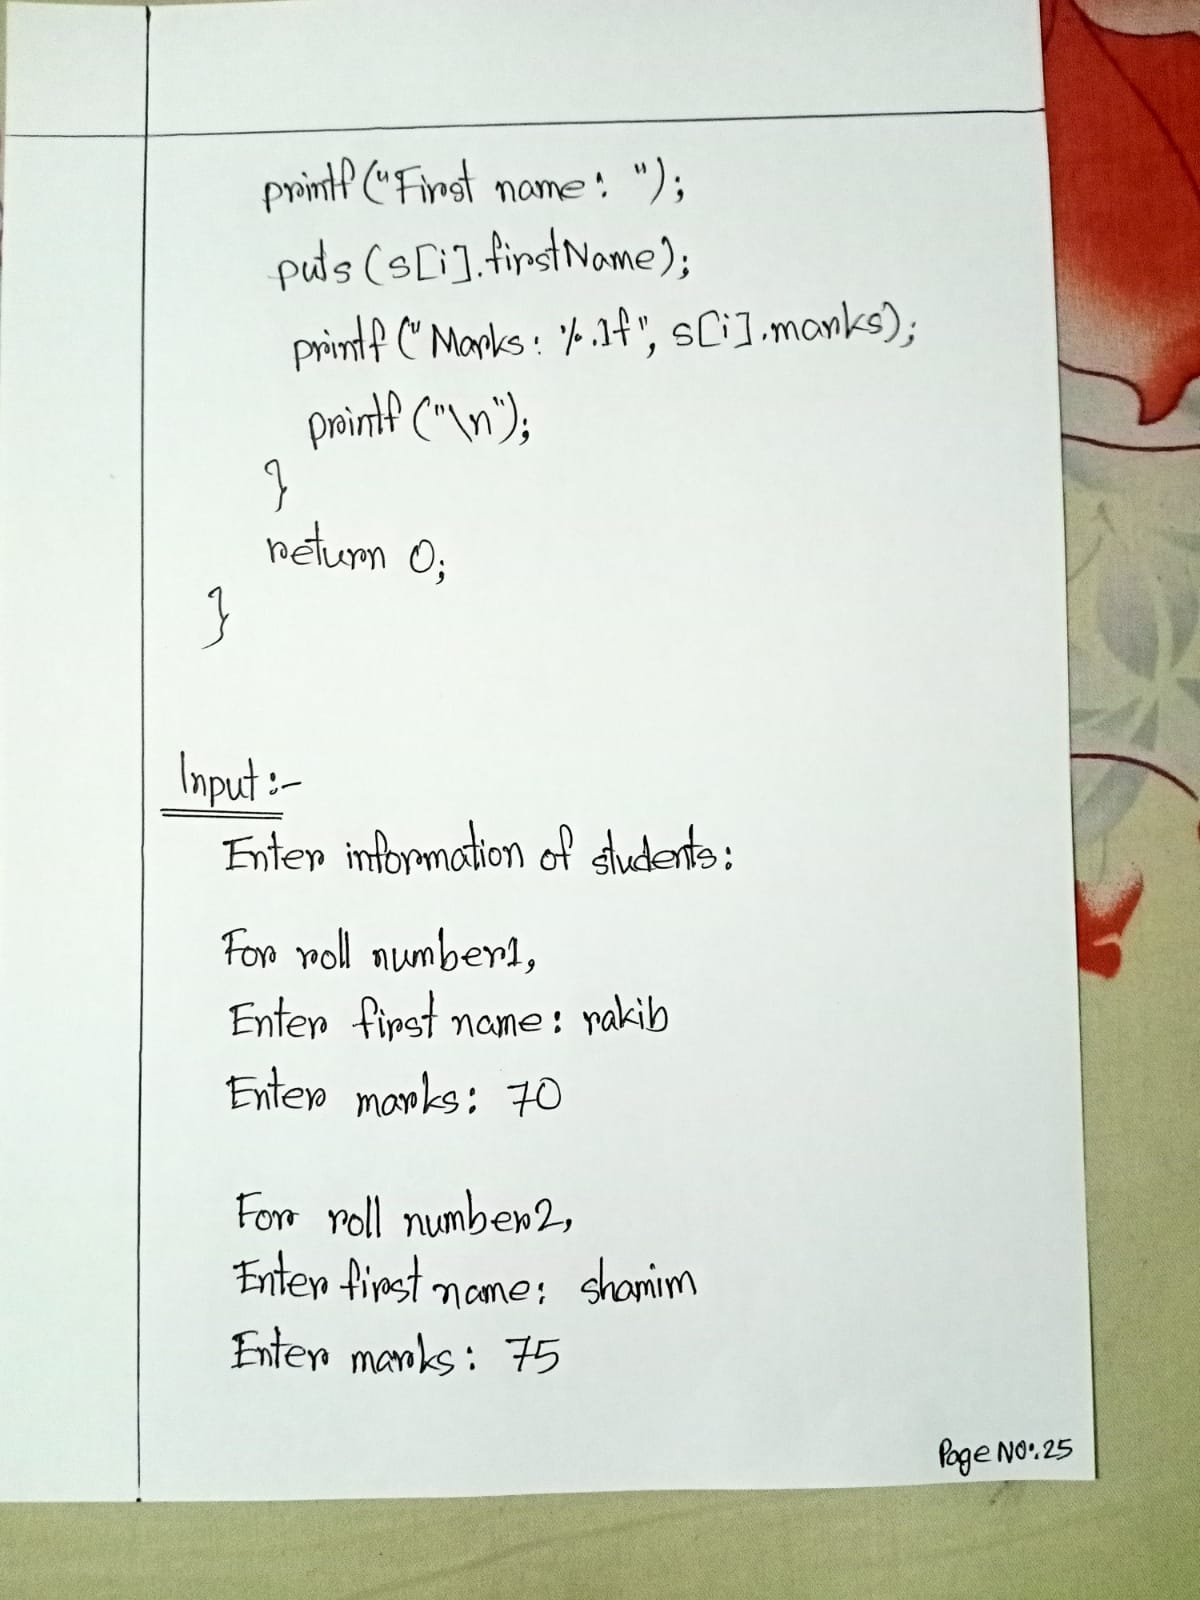 printf("First name: ");
puts(s[i].firstName);
printf("Marks: %.1f", s[i].marks);
printf("\n");
}
return 0;
}
Input :-
Enter information of students:
For roll number1,
Enter first name: rakib
Enter marks: 70
For roll number2,
Enter first name: shamim
Enter marks: 75
Page NO:.25